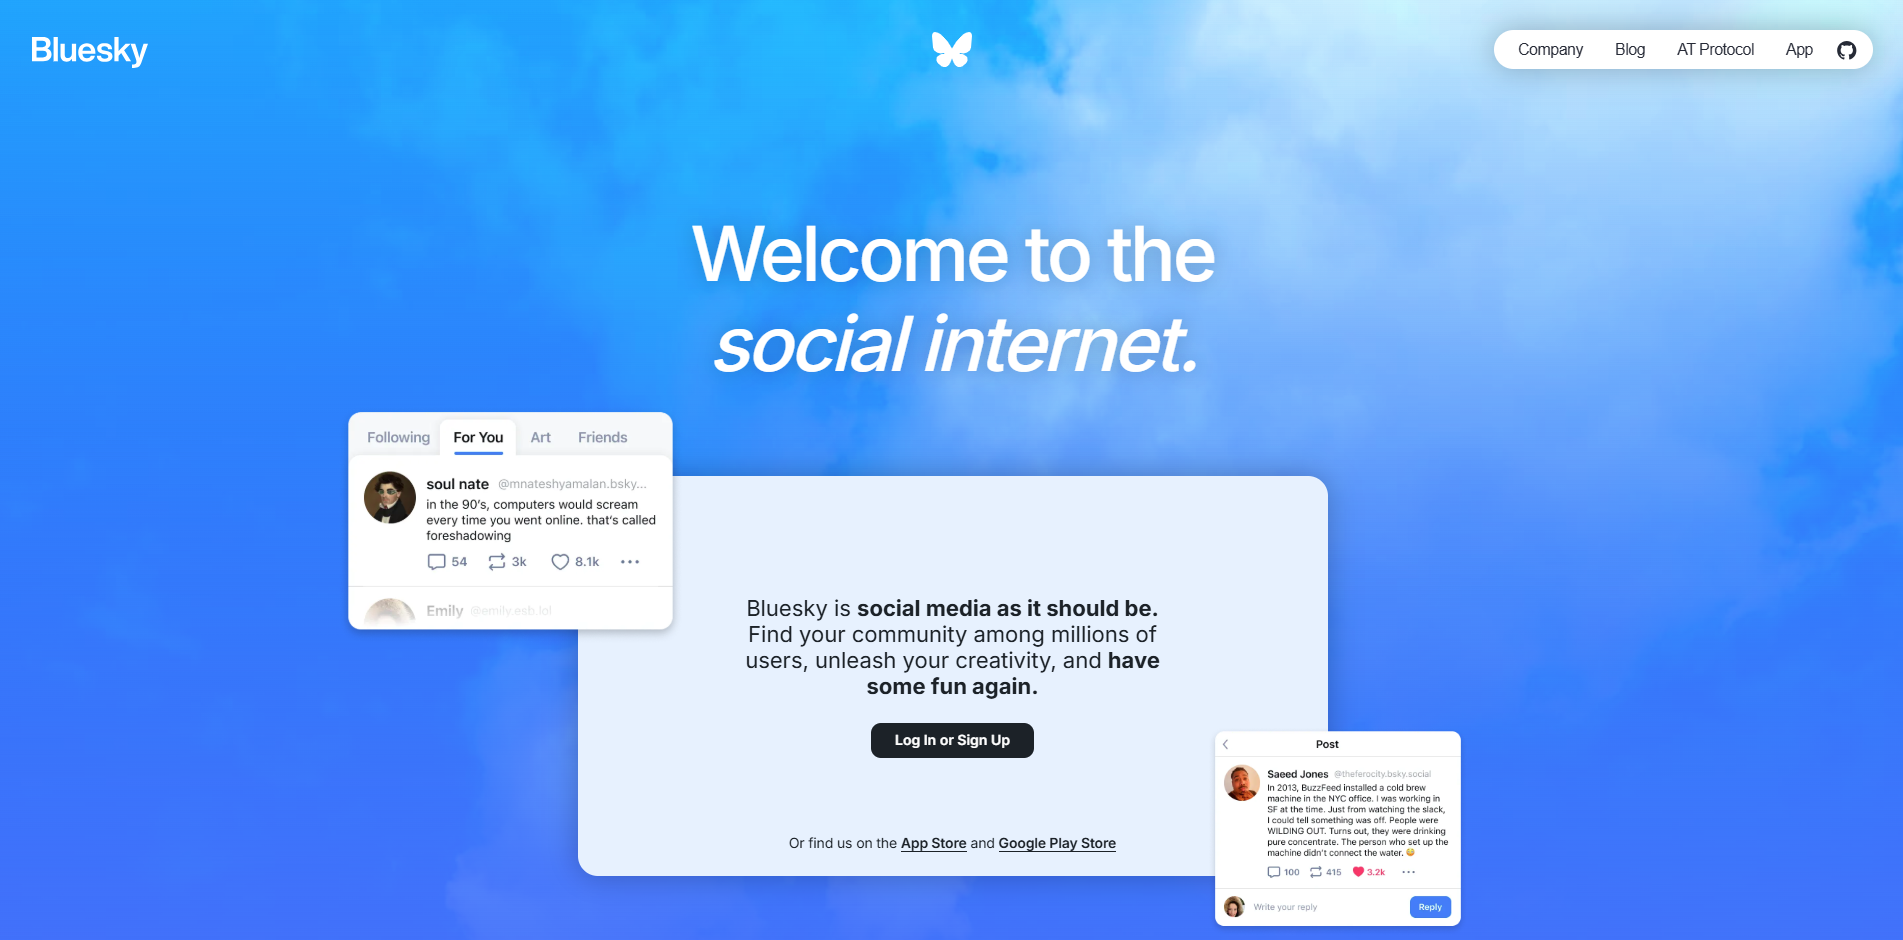 Bluesky
Company Blog AT Protocol App
Welcome to the
social internet.
Following For You Art Friends
soul nate @mnateshyamalan.bsky...
in the 90's, computers would scream
every time you went online. that's called
foreshadowing
54 3k 8.1k
Emily @emily.esb.lol
Bluesky is social media as it should be.
Find your community among millions of
users, unleash your creativity, and have
some fun again.
Log In or Sign Up
Or find us on the App Store and Google Play Store
Post
Saeed Jones @theferocity.bsky.social
In 2013, BuzzFeed installed a cold brew
machine in the NYC office. I was working in
SF at the time. Just from watching the slack,
I could tell something was off. People were
WILDING OUT. Turns out, they were drinking
pure concentrate. The person who set up the
machine didn't connect the water. 😳
100 415 3.2k
Write your reply Reply